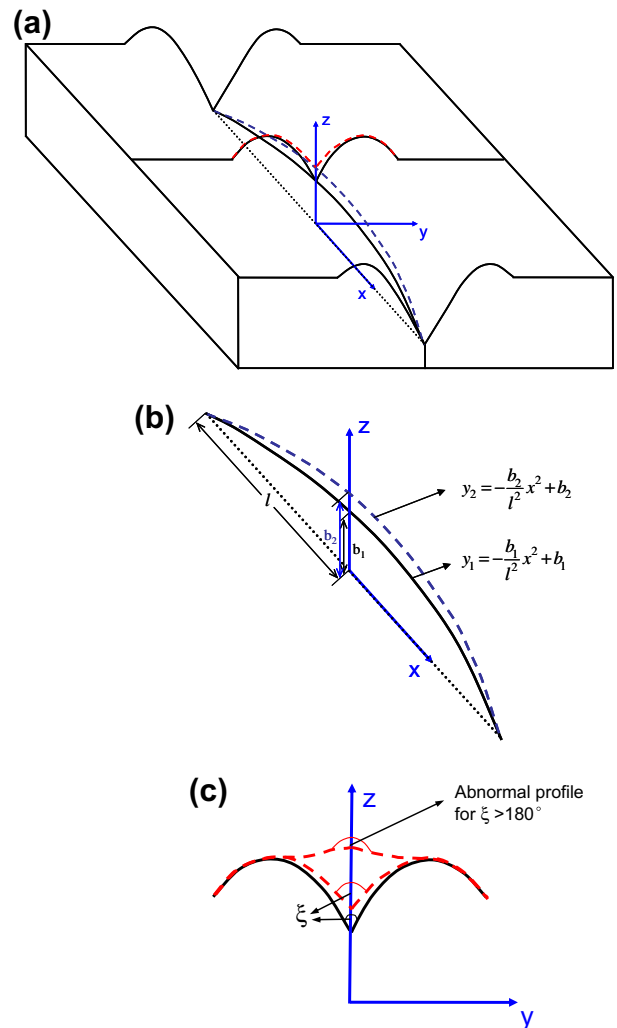 (a)
z
y
x
(b)
z
y₂ = -b₂/l² x² + b₂
l
b₂
b₁
y₁ = -b₁/l² x² + b₁
x
(c)
z
Abnormal profile
for ξ >180°
ξ
y